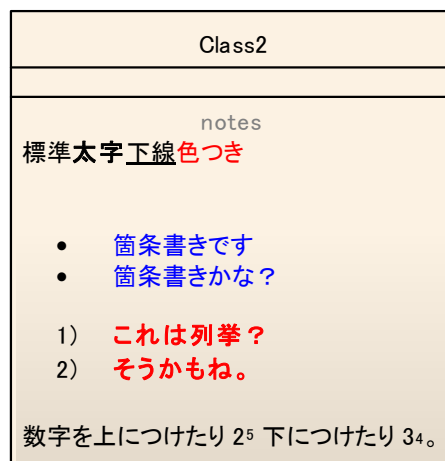 Class2
notes
標準太字下線色つき
• 箇条書きです
• 箇条書きかな？
1) これは列挙？
2) そうかもね。
数字を上につけたり 2⁵ 下につけたり 3₄。